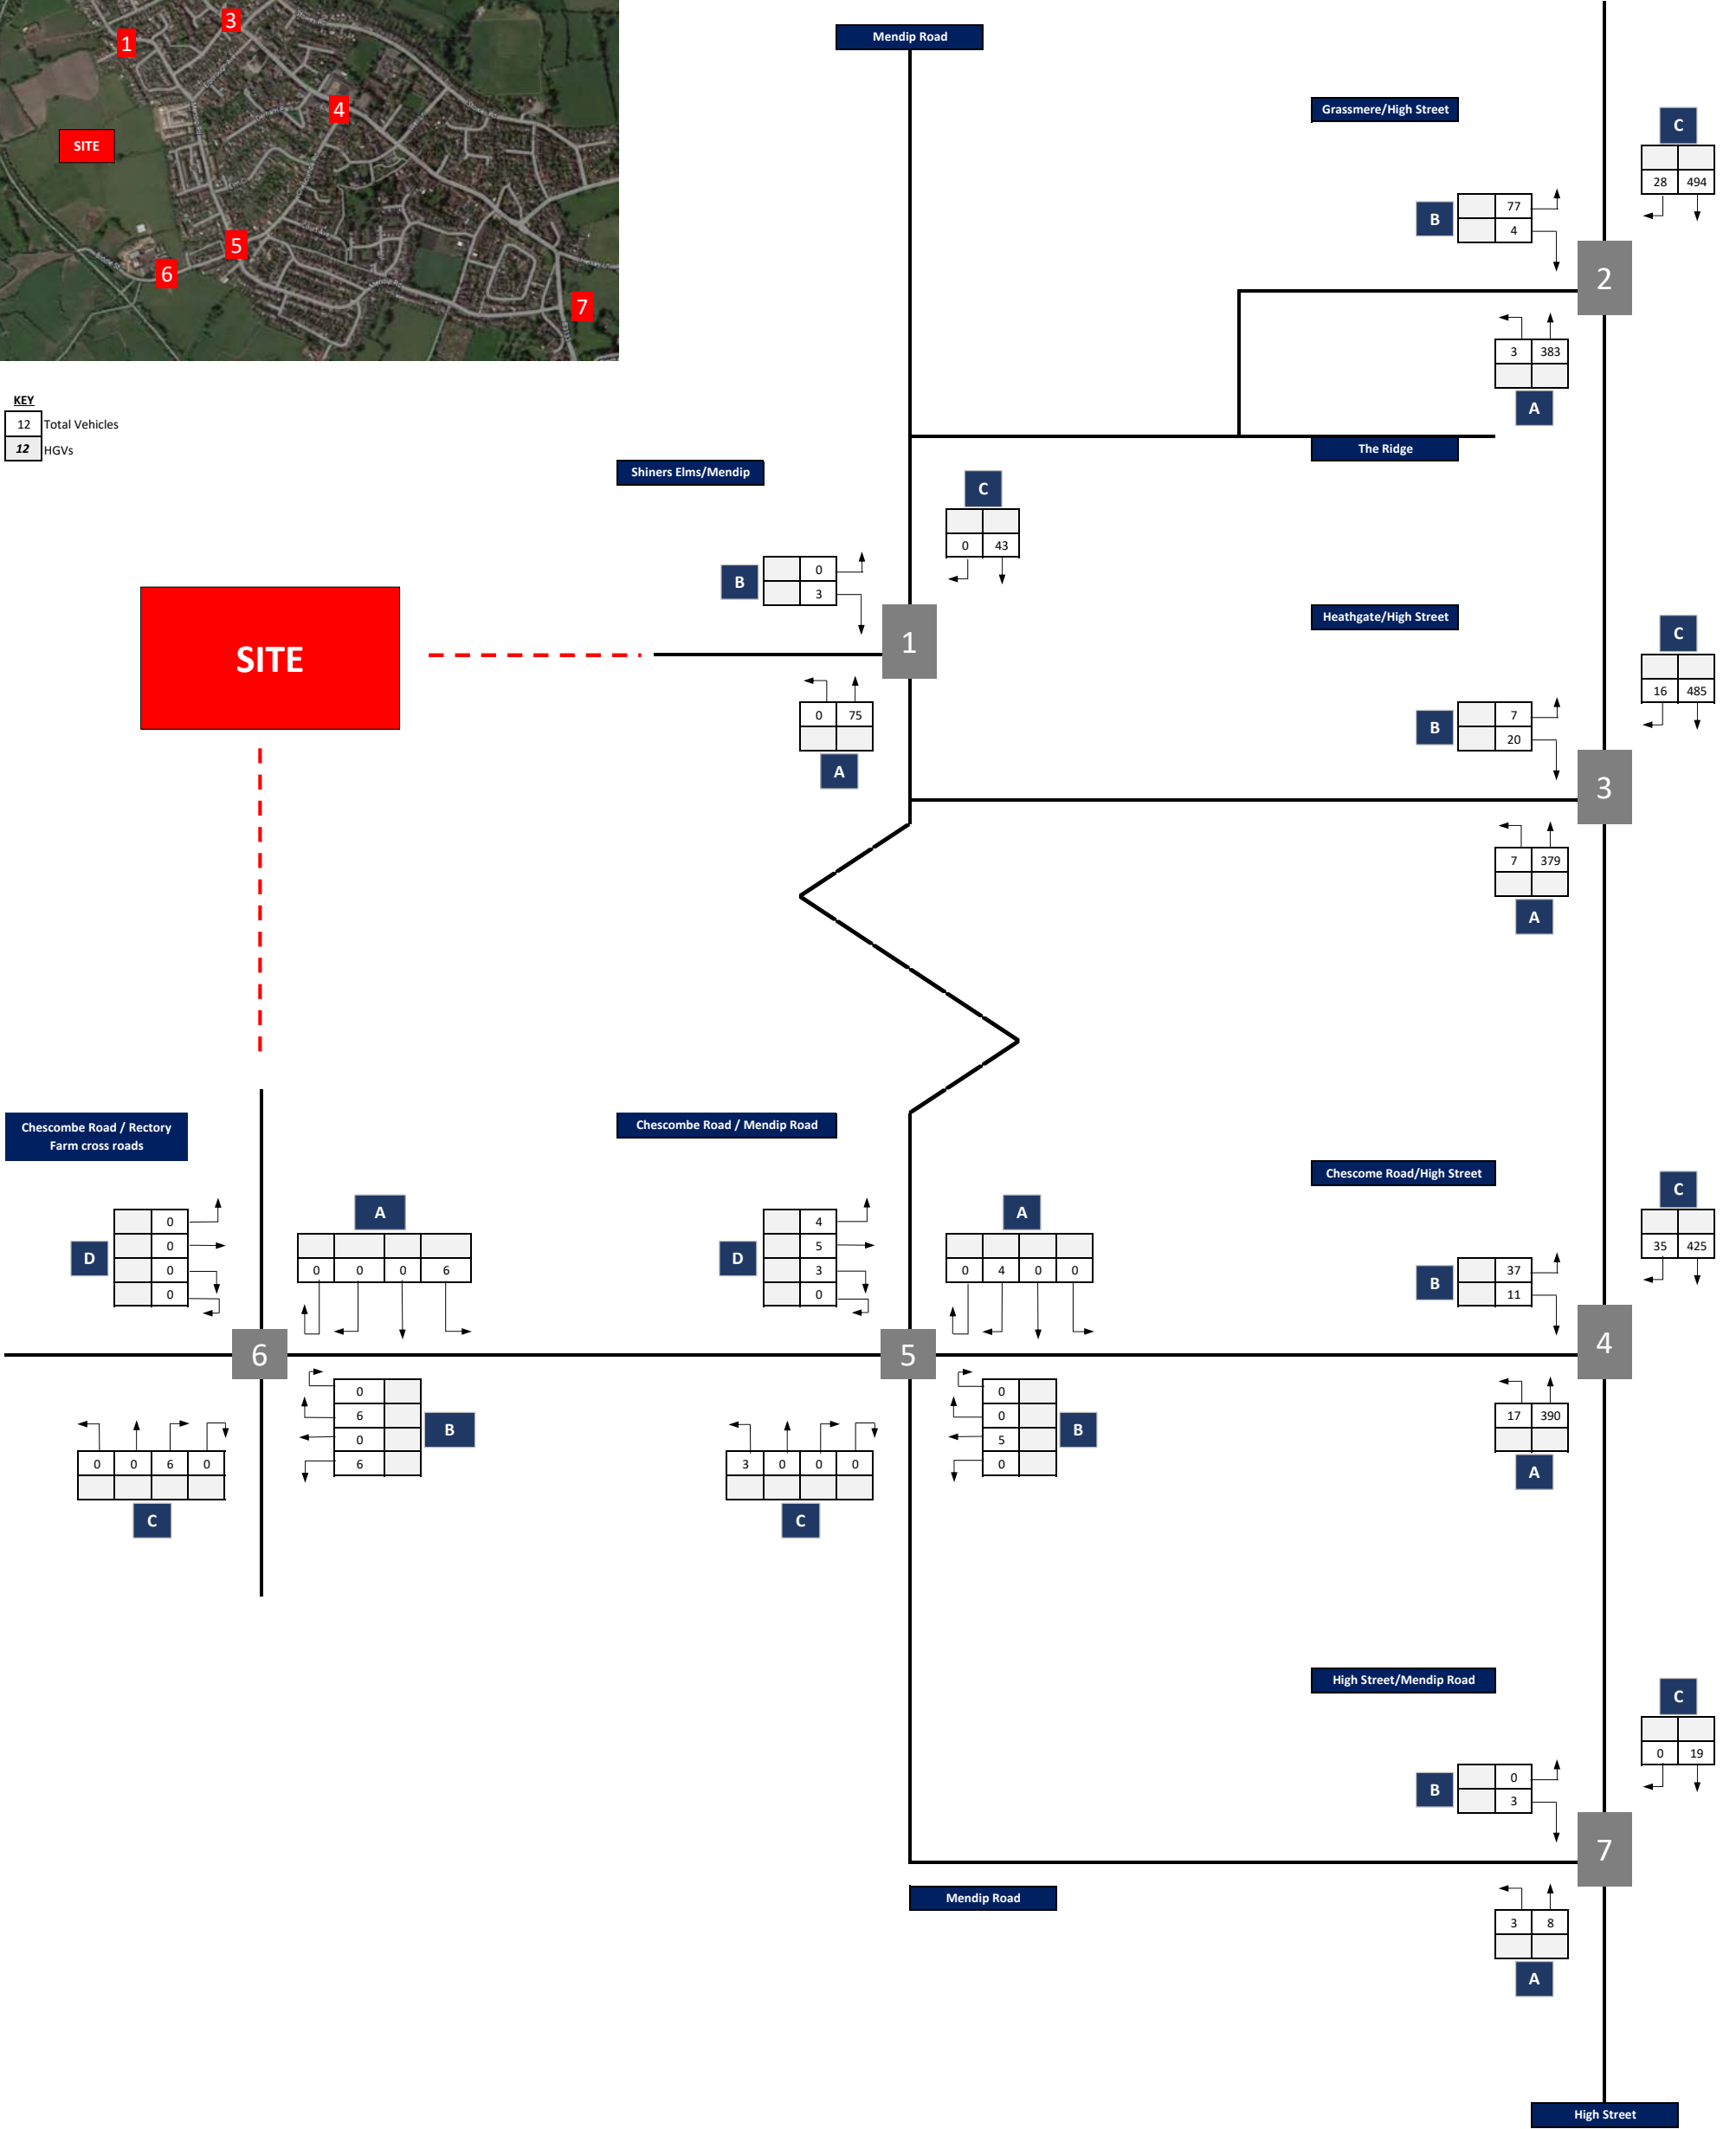 3
1
4
SITE
5
6
7
KEY
12 Total Vehicles
12 HGVs
Mendip Road
Grassmere/High Street
C
28 494
B
77
4
2
3 383
A
The Ridge
Shiners Elms/Mendip
C
0 43
B
0
3
1
0 75
A
SITE
Heathgate/High Street
C
16 485
B
7
20
3
7 379
A
Chescombe Road / Rectory
Farm cross roads
D
0
0
0
0
A
0 0 0 6
6
0
6
0
6
B
0 0 6 0
C
Chescombe Road / Mendip Road
D
4
5
3
0
A
0 4 0 0
5
0
0
5
0
B
3 0 0 0
C
Chescome Road/High Street
C
35 425
B
37
11
4
17 390
A
High Street/Mendip Road
C
0 19
B
0
3
7
Mendip Road
3 8
A
High Street